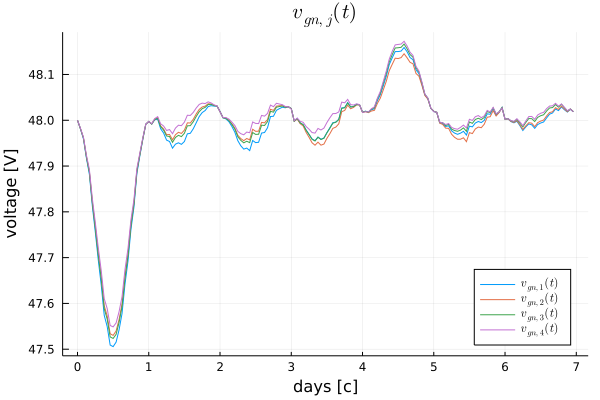 v_{gn, j}(t)
voltage [V]
48.1
48.0
47.9
47.8
47.7
47.6
47.5
v_{gn, 1}(t)
v_{gn, 2}(t)
v_{gn, 3}(t)
v_{gn, 4}(t)
0 1 2 3 4 5 6 7
days [c]